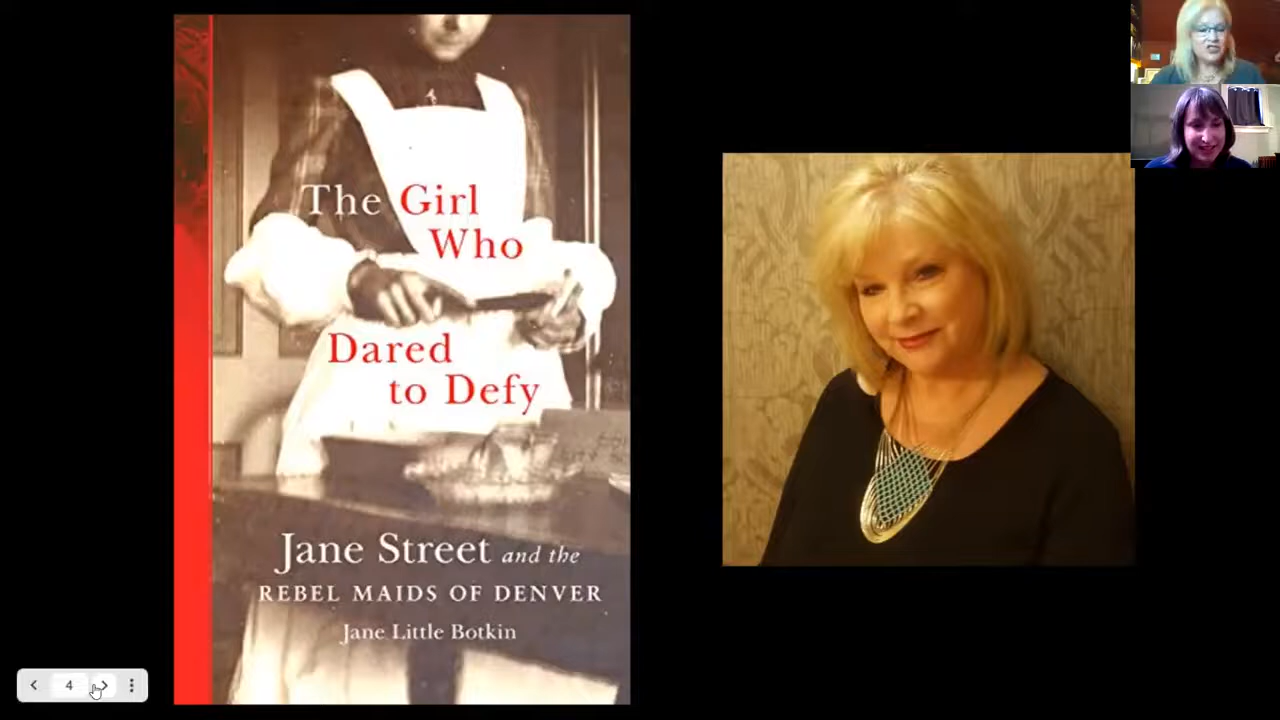 The Girl
Who
Dared
to Defy
Jane Street and the
REBEL MAIDS OF DENVER
Jane Little Botkin
4